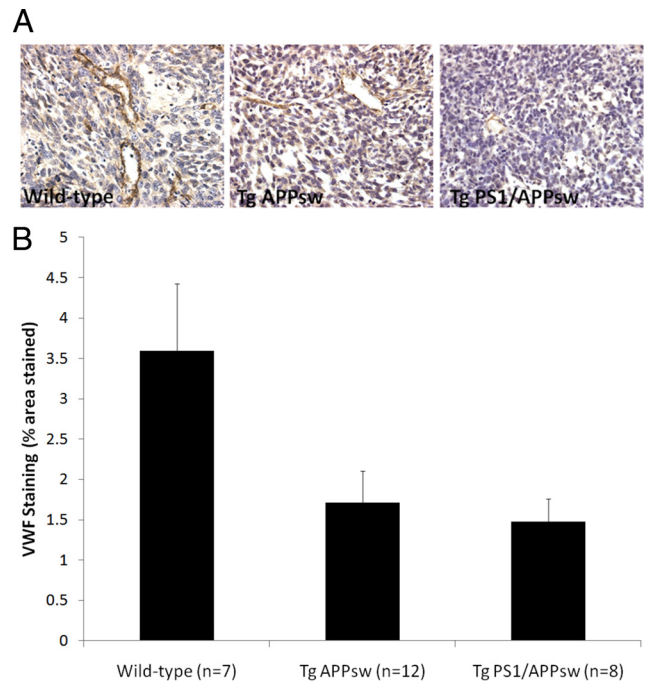 A
Wild-type
Tg APPsw
Tg PS1/APPsw
B
VWF Staining (% area stained)
5
4.5
4
3.5
3
2.5
2
1.5
1
0.5
0
Wild-type (n=7)
Tg APPsw (n=12)
Tg PS1/APPsw (n=8)